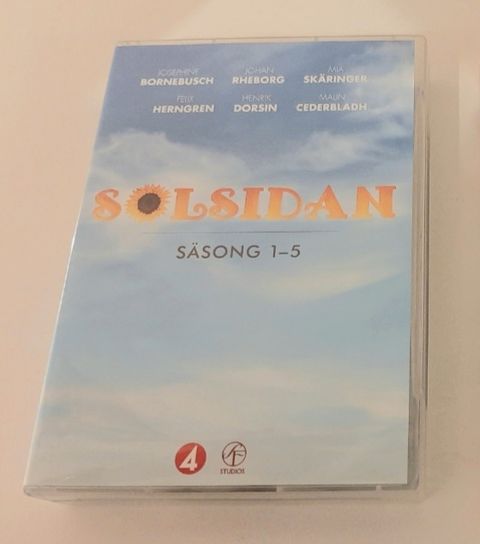 JOSEPHINE JOHAN MIA
BORNEBUSCH RHEBORG SKÄRINGER
FELIX HENRIK MALIN
HERNGREN DORSIN CEDERBLADH
SOLSIDAN
SÄSONG 1–5
4 SF
STUDIOS